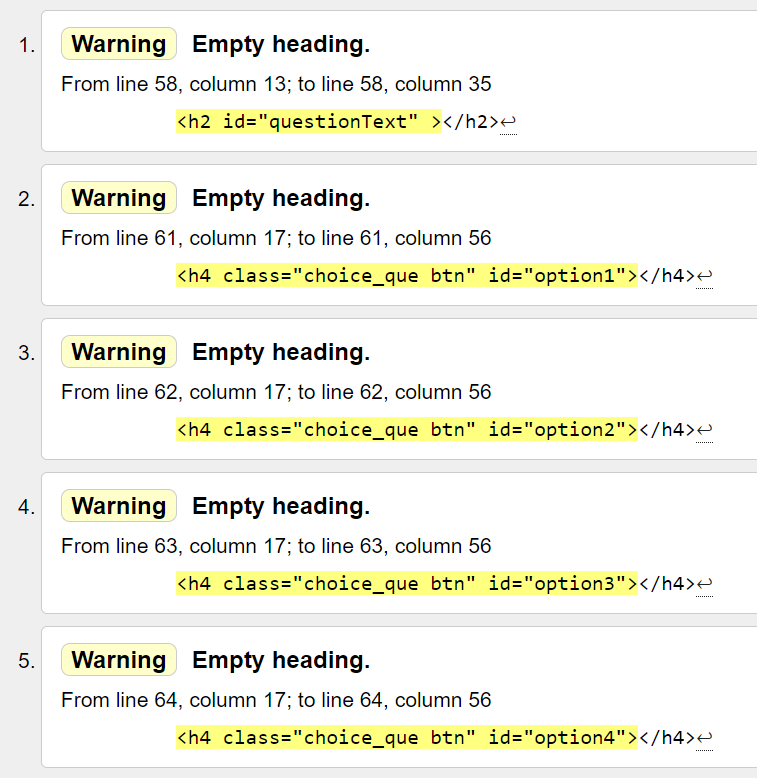 1. Warning Empty heading.
From line 58, column 13; to line 58, column 35
<h2 id="questionText" ></h2>↩
2. Warning Empty heading.
From line 61, column 17; to line 61, column 56
<h4 class="choice_que btn" id="option1"></h4>↩
3. Warning Empty heading.
From line 62, column 17; to line 62, column 56
<h4 class="choice_que btn" id="option2"></h4>↩
4. Warning Empty heading.
From line 63, column 17; to line 63, column 56
<h4 class="choice_que btn" id="option3"></h4>↩
5. Warning Empty heading.
From line 64, column 17; to line 64, column 56
<h4 class="choice_que btn" id="option4"></h4>↩